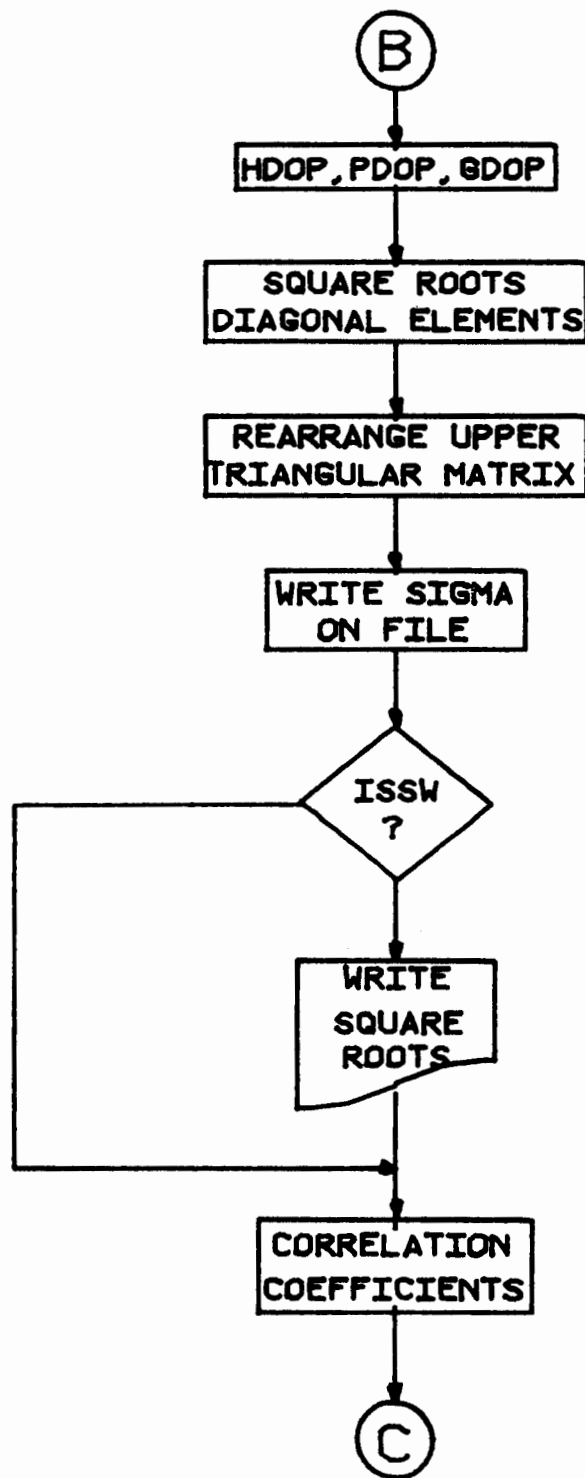 B
HDOP, PDOP, GDOP
SQUARE ROOTS
DIAGONAL ELEMENTS
REARRANGE UPPER
TRIANGULAR MATRIX
WRITE SIGMA
ON FILE
ISSW
?
WRITE
SQUARE
ROOTS
CORRELATION
COEFFICIENTS
C